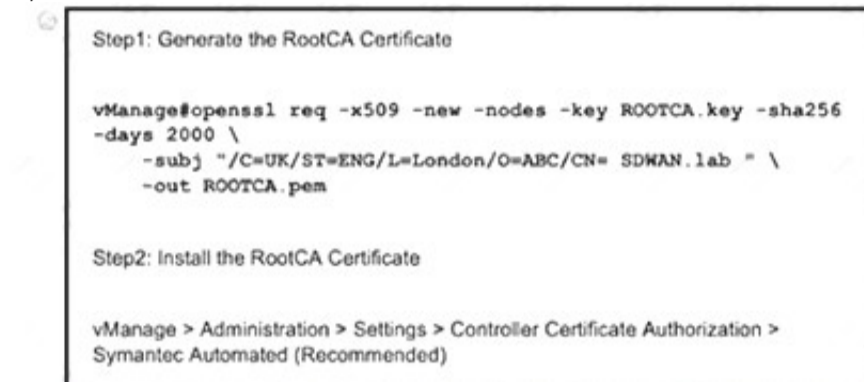 Step1: Generate the RootCA Certificate
vManage#openssl req -x509 -new -nodes -key ROOTCA.key -sha256
-days 2000 \
-subj "/C=UK/ST=ENG/L=London/O=ABC/CN= SDWAN.lab " \
-out ROOTCA.pem
Step2: Install the RootCA Certificate
vManage > Administration > Settings > Controller Certificate Authorization >
Symantec Automated (Recommended)